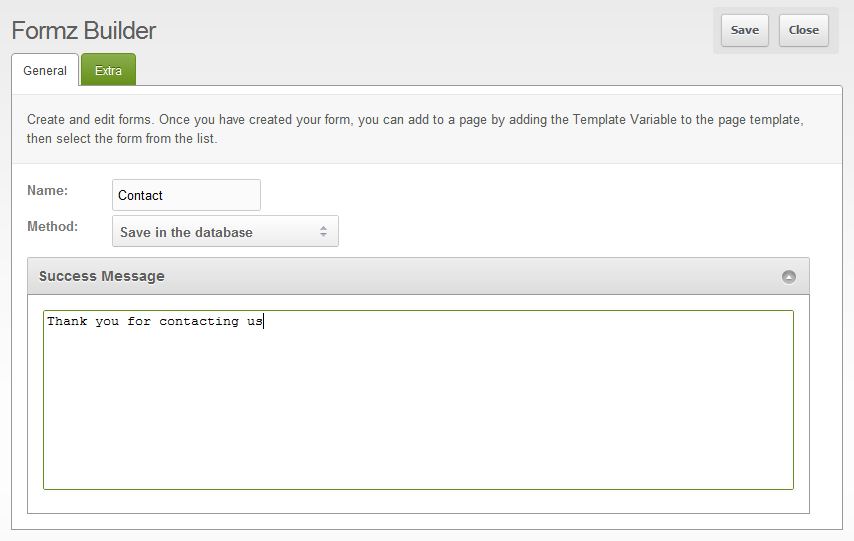 Formz Builder
Save
Close
General
Extra
Create and edit forms. Once you have created your form, you can add to a page by adding the Template Variable to the page template,
then select the form from the list.
Name:
Contact
Method:
Save in the database
Success Message
Thank you for contacting us